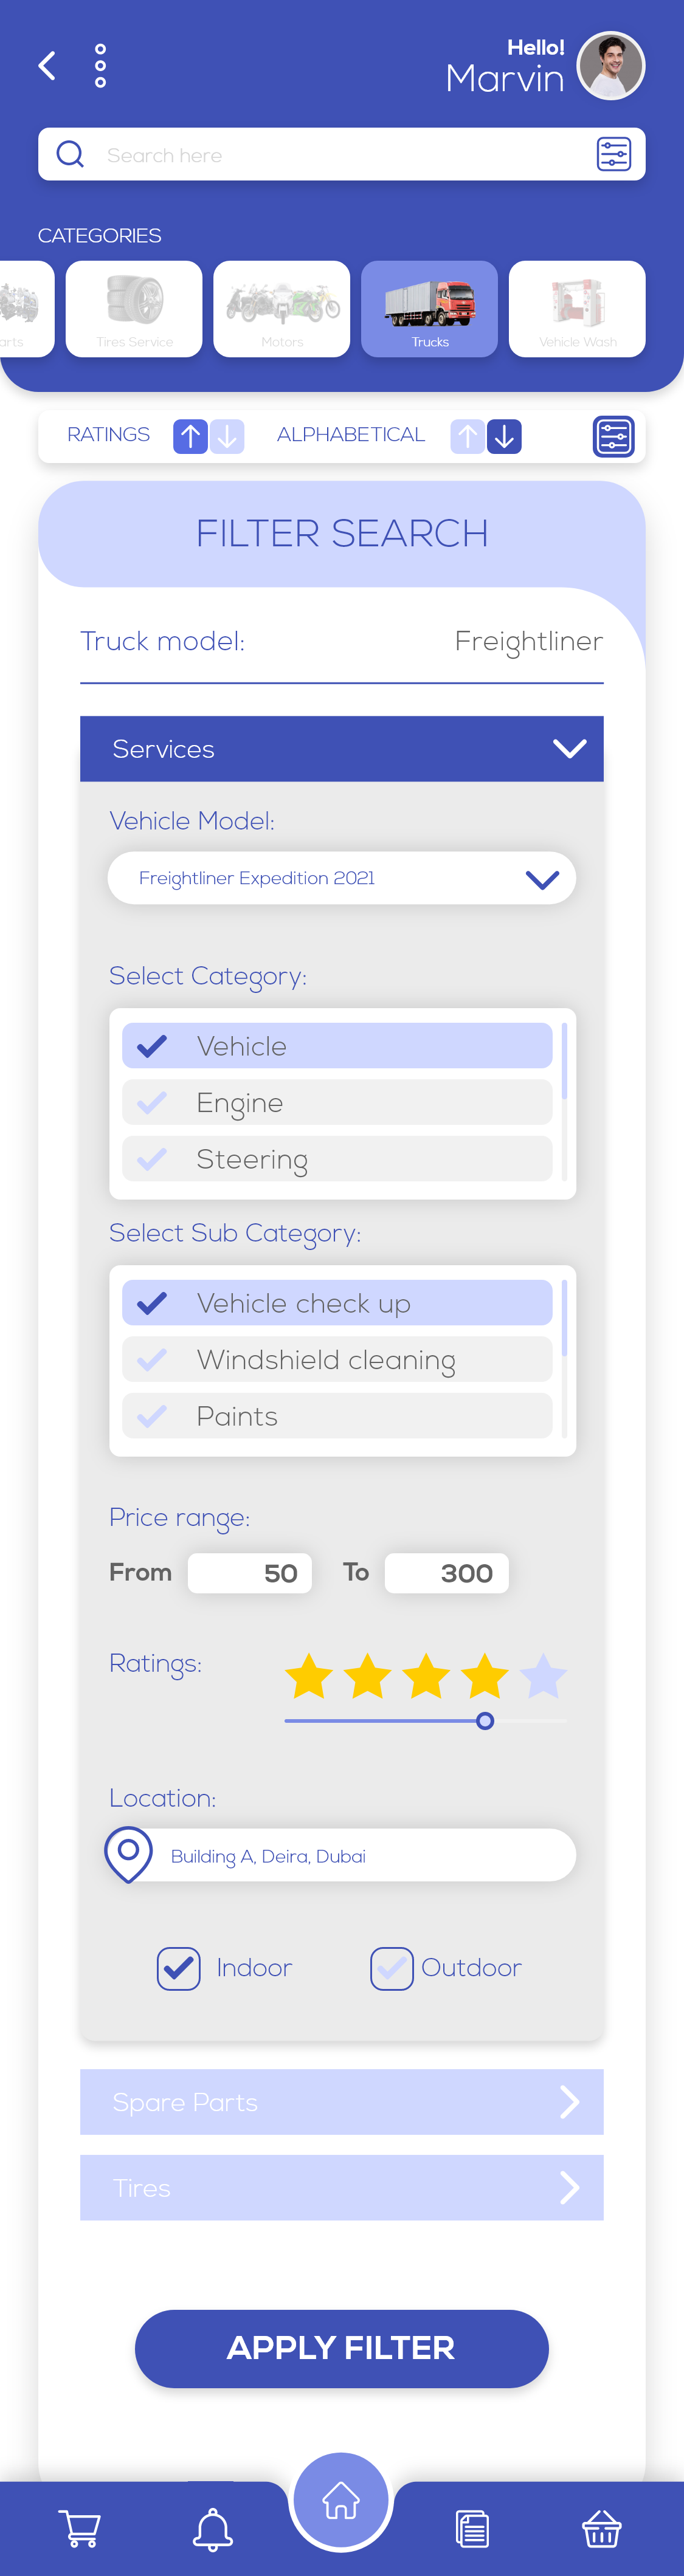 Hello!
Marvin
Search here
CATEGORIES
arts
Tires Service
Motors
Trucks
Vehicle Wash
RATINGS
ALPHABETICAL
FILTER SEARCH
Truck model:
Freightliner
Services
Vehicle Model:
Freightliner Expedition 2021
Select Category:
Vehicle
Engine
Steering
Select Sub Category:
Vehicle check up
Windshield cleaning
Paints
Price range:
From 50 To 300
Ratings:
Location:
Building A, Deira, Dubai
Indoor
Outdoor
Spare Parts
Tires
APPLY FILTER